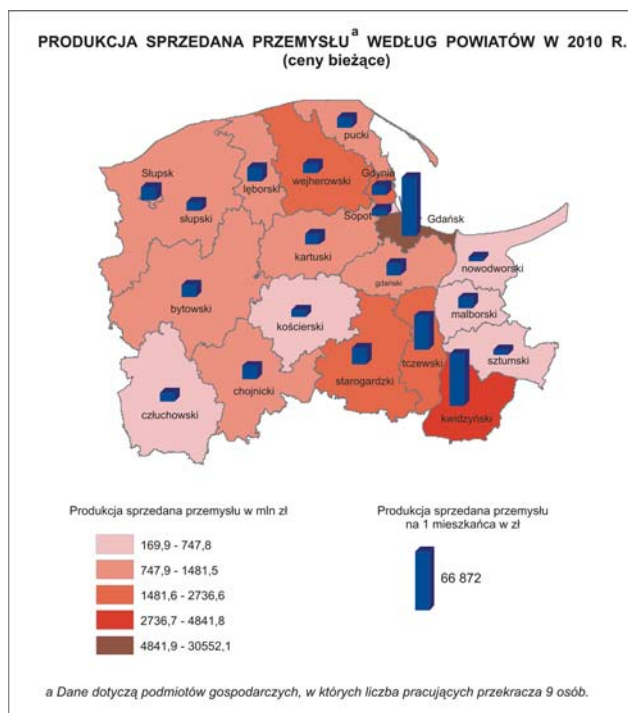 PRODUKCJA SPRZEDANA PRZEMYSŁU a WEDŁUG POWIATÓW W 2010 R.
(ceny bieżące)
pucki
Słupsk
słupski
lęborski
wejherowski
Gdynia
Sopot
Gdańsk
kartuski
gdański
nowodworski
bytowski
kościerski
malborski
sztumski
człuchowski
chojnicki
starogardzki
tczewski
kwidzyński
Produkcja sprzedana przemysłu w mln zł
169,9 - 747,8
747,9 - 1481,5
1481,6 - 2736,6
2736,7 - 4841,8
4841,9 - 30552,1
Produkcja sprzedana przemysłu
na 1 mieszkańca w zł
66 872
a Dane dotyczą podmiotów gospodarczych, w których liczba pracujących przekracza 9 osób.